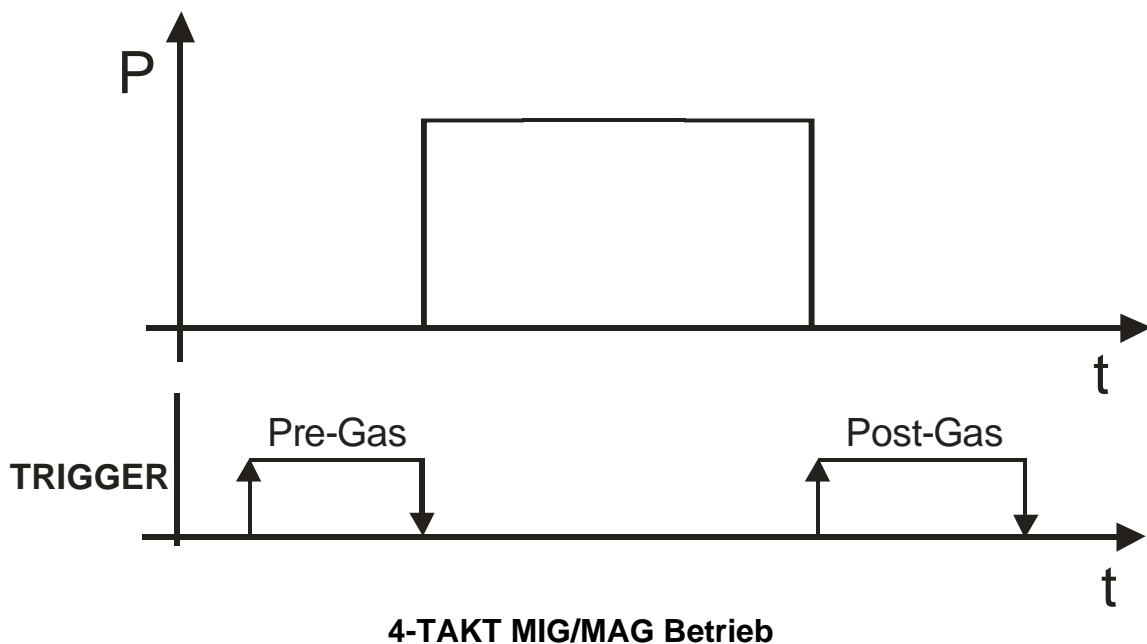 P
t
Pre-Gas
Post-Gas
TRIGGER
t
4-TAKT MIG/MAG Betrieb